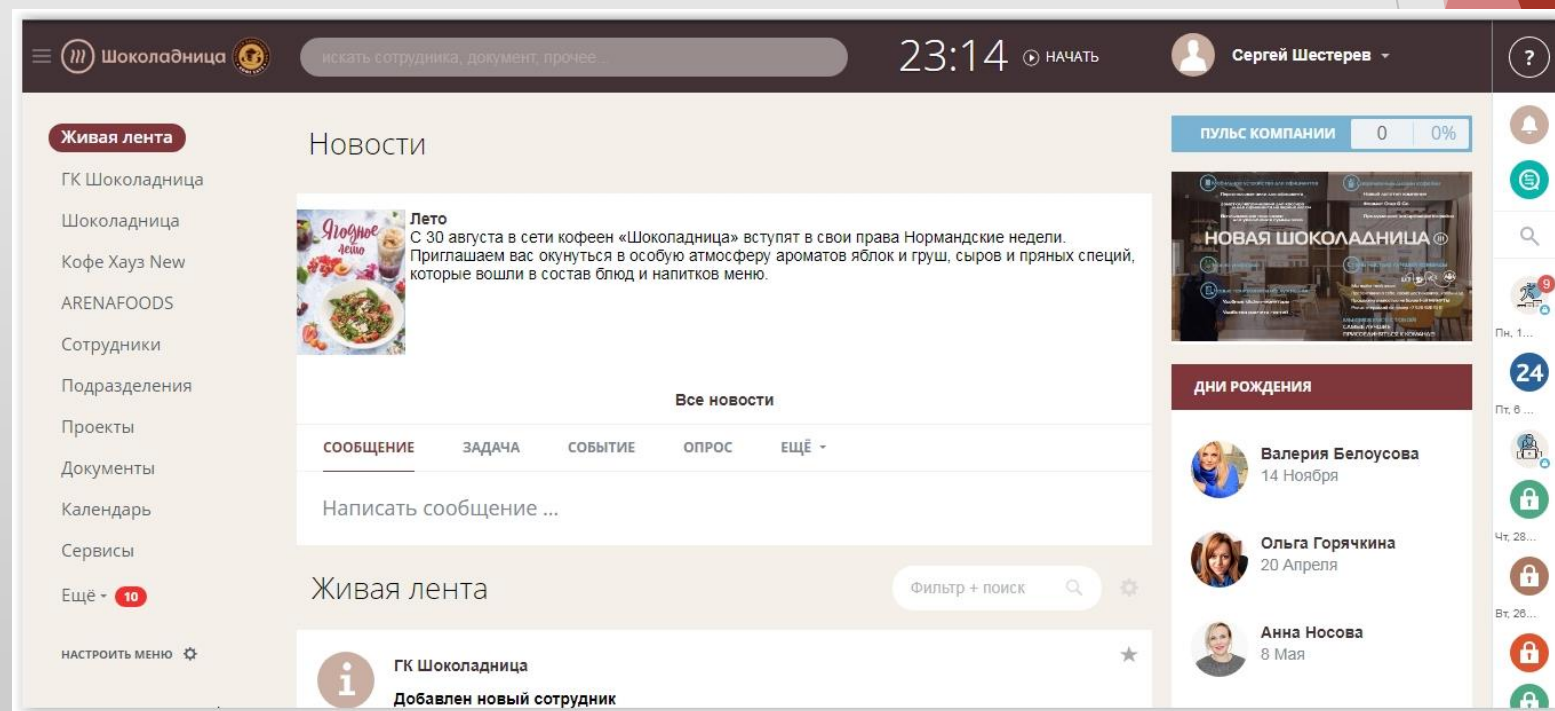 Шоколадница
искать сотрудника, документ, прочее...
23:14 НАЧАТЬ
Сергей Шестерев
?
Живая лента
ГК Шоколадница
Шоколадница
Кофе Хауз New
ARENAFOODS
Сотрудники
Подразделения
Проекты
Документы
Календарь
Сервисы
Ещё 10
НАСТРОИТЬ МЕНЮ
Новости
Ягодное
лето
Лето
С 30 августа в сети кофеен «Шоколадница» вступят в свои права Нормандские недели.
Приглашаем вас окунуться в особую атмосферу ароматов яблок и груш, сыров и пряных специй,
которые вошли в состав блюд и напитков меню.
Все новости
СООБЩЕНИЕ ЗАДАЧА СОБЫТИЕ ОПРОС ЕЩЁ
Написать сообщение ...
Живая лента
Фильтр + поиск
ГК Шоколадница
Добавлен новый сотрудник
ПУЛЬС КОМПАНИИ 0 0%
НОВАЯ ШОКОЛАДНИЦА
САМЫЕ ЛУЧШИЕ
ПРИСОЕДИНЯЙТЕСЬ К КОМАНДЕ!
ДНИ РОЖДЕНИЯ
Валерия Белоусова
14 Ноября
Ольга Горячкина
20 Апреля
Анна Носова
8 Мая
9
Пн, 1...
24
Пт, 6 ...
Чт, 28...
Вт, 26...